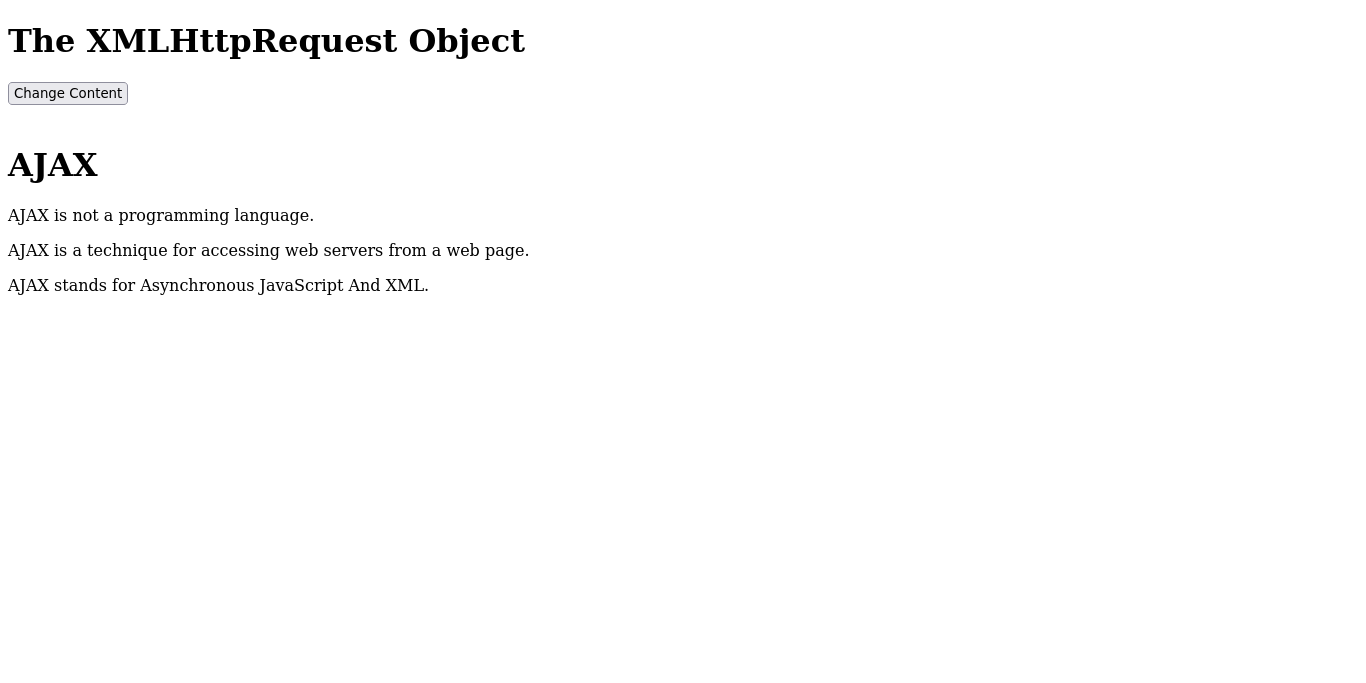 The XMLHttpRequest Object
Change Content
AJAX
AJAX is not a programming language.
AJAX is a technique for accessing web servers from a web page.
AJAX stands for Asynchronous JavaScript And XML.